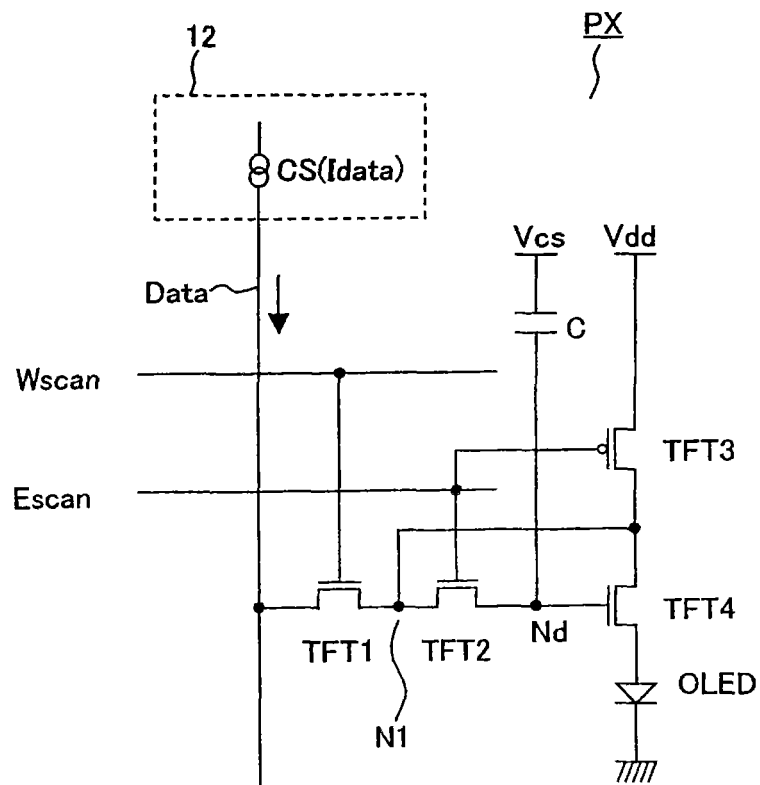 12
PX
CS(Idata)
Vcs
Vdd
Data
C
Wscan
TFT3
Escan
TFT4
Nd
TFT1
TFT2
OLED
N1